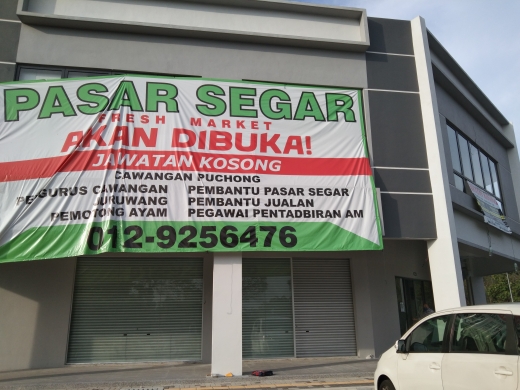 PASAR SEGAR
FRESH MARKET
AKAN DIBUKA!
JAWATAN KOSONG
CAWANGAN PUCHONG
PENGURUS CAWANGAN PEMBANTU PASAR SEGAR
JURUWANG PEMBANTU JUALAN
PEMOTONG AYAM PEGAWAI PENTADBIRAN AM
012-9256476